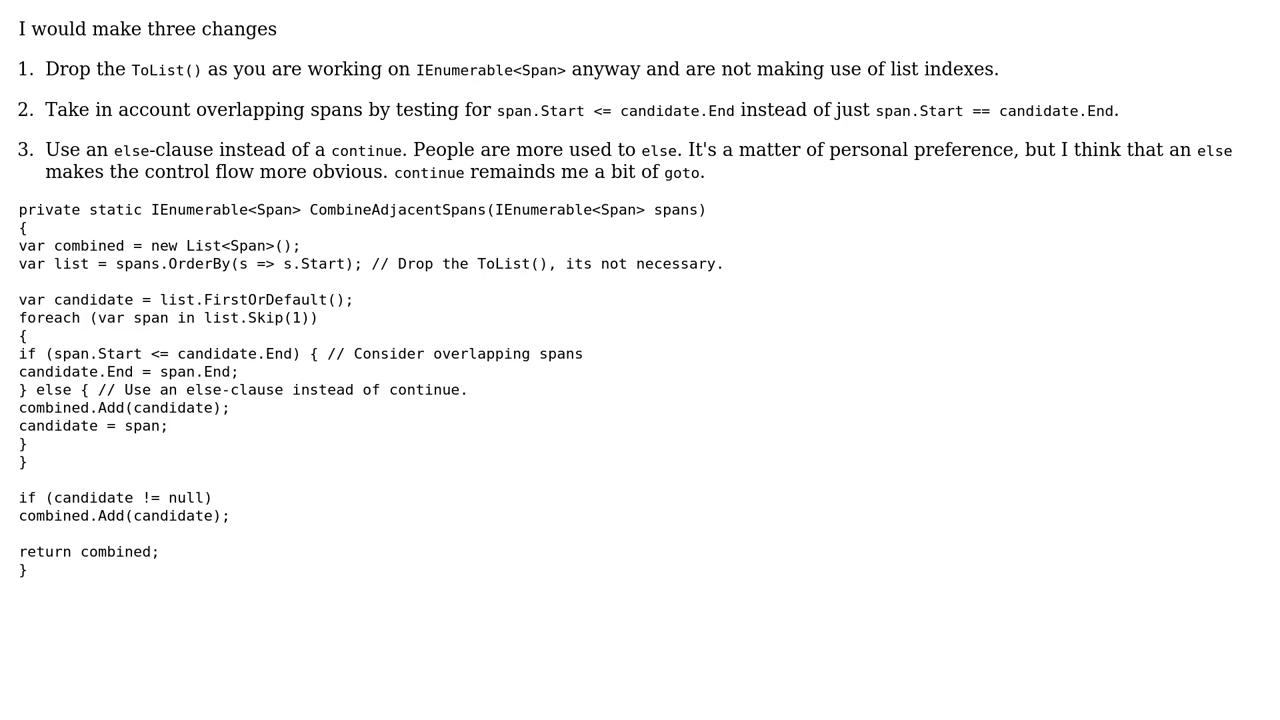 I would make three changes
1. Drop the ToList() as you are working on IEnumerable<Span> anyway and are not making use of list indexes.
2. Take in account overlapping spans by testing for span.Start <= candidate.End instead of just span.Start == candidate.End.
3. Use an else-clause instead of a continue. People are more used to else. It's a matter of personal preference, but I think that an else
makes the control flow more obvious. continue remainds me a bit of goto.
private static IEnumerable<Span> CombineAdjacentSpans(IEnumerable<Span> spans)
{
var combined = new List<Span>();
var list = spans.OrderBy(s => s.Start); // Drop the ToList(), its not necessary.
var candidate = list.FirstOrDefault();
foreach (var span in list.Skip(1))
{
if (span.Start <= candidate.End) { // Consider overlapping spans
candidate.End = span.End;
} else { // Use an else-clause instead of continue.
combined.Add(candidate);
candidate = span;
}
}
if (candidate != null)
combined.Add(candidate);
return combined;
}